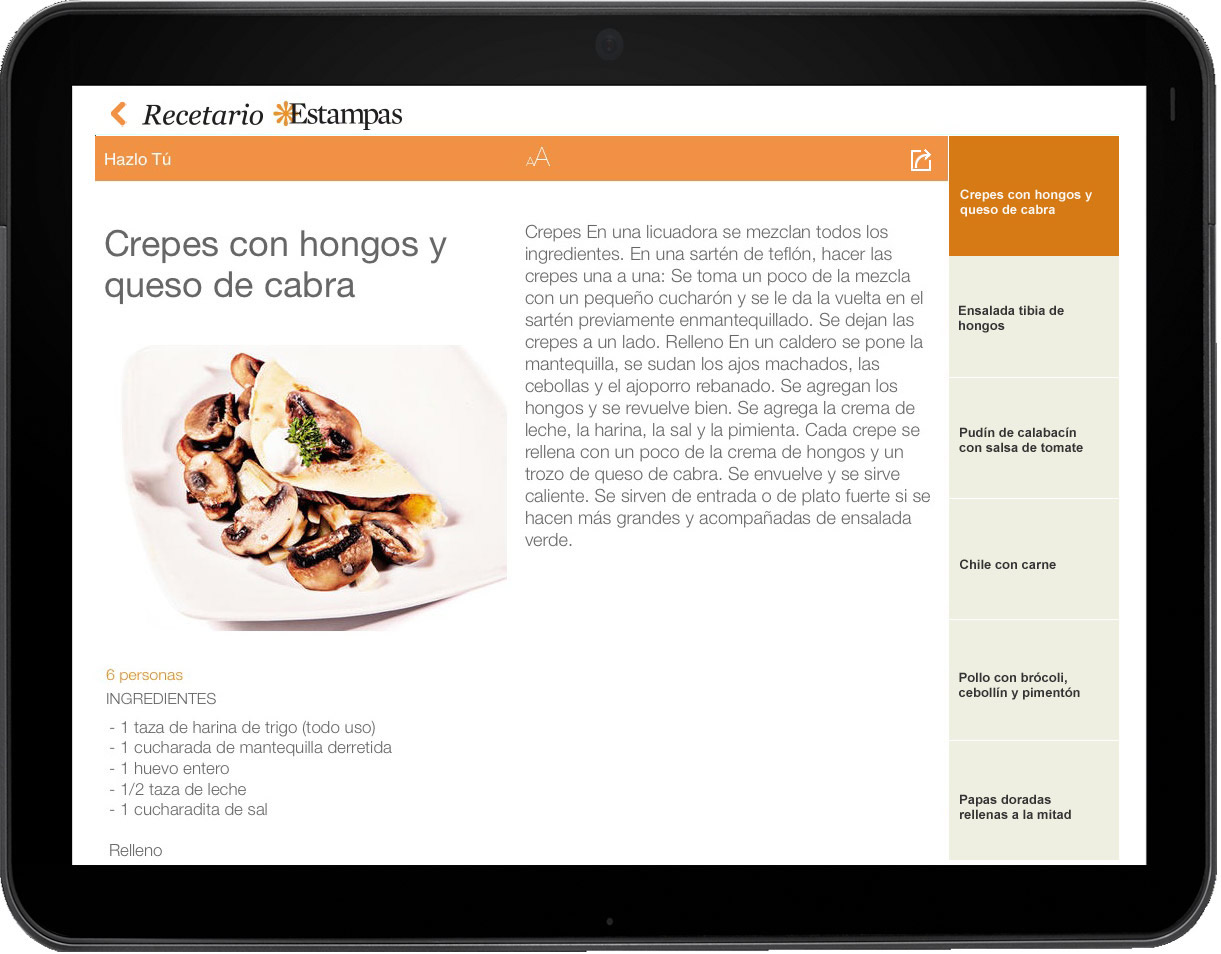 Recetario Estampas
Hazlo Tú
AA
Crepes con hongos y
queso de cabra
6 personas
INGREDIENTES
- 1 taza de harina de trigo (todo uso)
- 1 cucharada de mantequilla derretida
- 1 huevo entero
- 1/2 taza de leche
- 1 cucharadita de sal
Relleno
Crepes En una licuadora se mezclan todos los
ingredientes. En una sartén de teflón, hacer las
crepes una a una: Se toma un poco de la mezcla
con un pequeño cucharón y se le da la vuelta en el
sartén previamente enmantequillado. Se dejan las
crepes a un lado. Relleno En un caldero se pone la
mantequilla, se sudan los ajos machados, las
cebollas y el ajoporro rebanado. Se agregan los
hongos y se revuelve bien. Se agrega la crema de
leche, la harina, la sal y la pimienta. Cada crepe se
rellena con un poco de la crema de hongos y un
trozo de queso de cabra. Se envuelve y se sirve
caliente. Se sirven de entrada o de plato fuerte si se
hacen más grandes y acompañadas de ensalada
verde.
Crepes con hongos y
queso de cabra
Ensalada tibia de
hongos
Pudín de calabacín
con salsa de tomate
Chile con carne
Pollo con brócoli,
cebollín y pimentón
Papas doradas
rellenas a la mitad